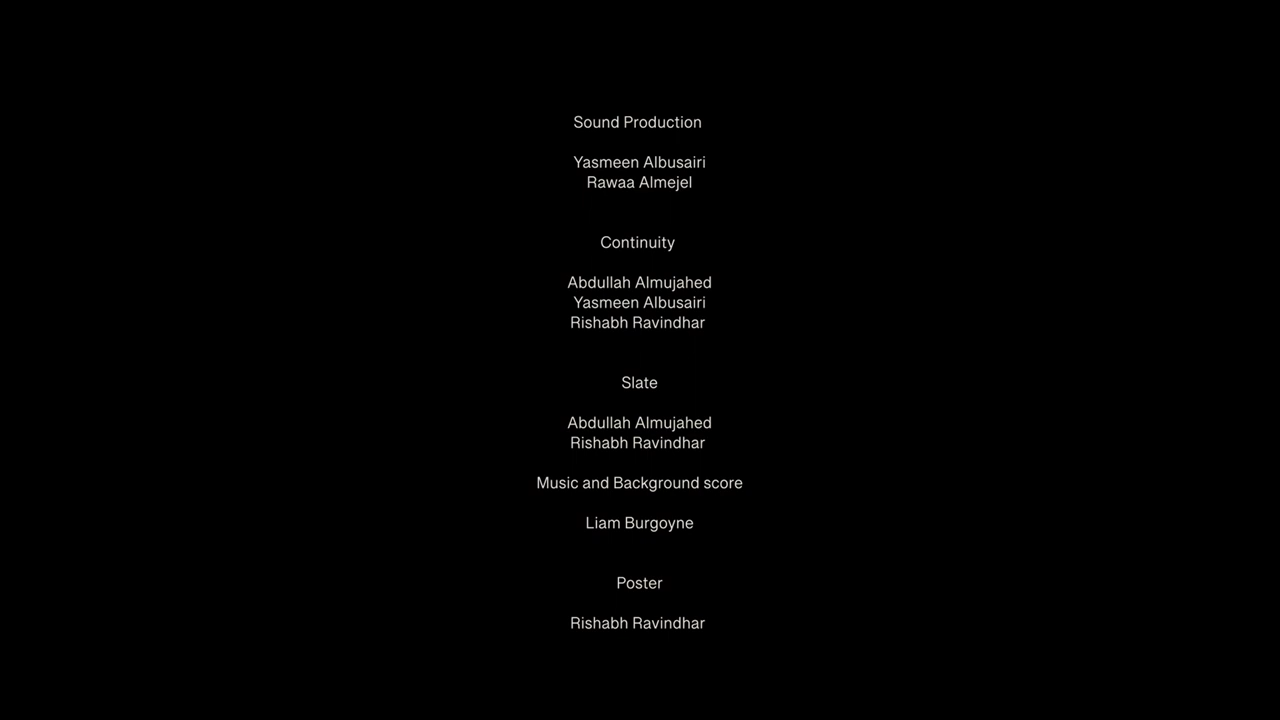 Sound Production
Yasmeen Albusairi
Rawaa Almejel
Continuity
Abdullah Almujahed
Yasmeen Albusairi
Rishabh Ravindhar
Slate
Abdullah Almujahed
Rishabh Ravindhar
Music and Background score
Liam Burgoyne
Poster
Rishabh Ravindhar